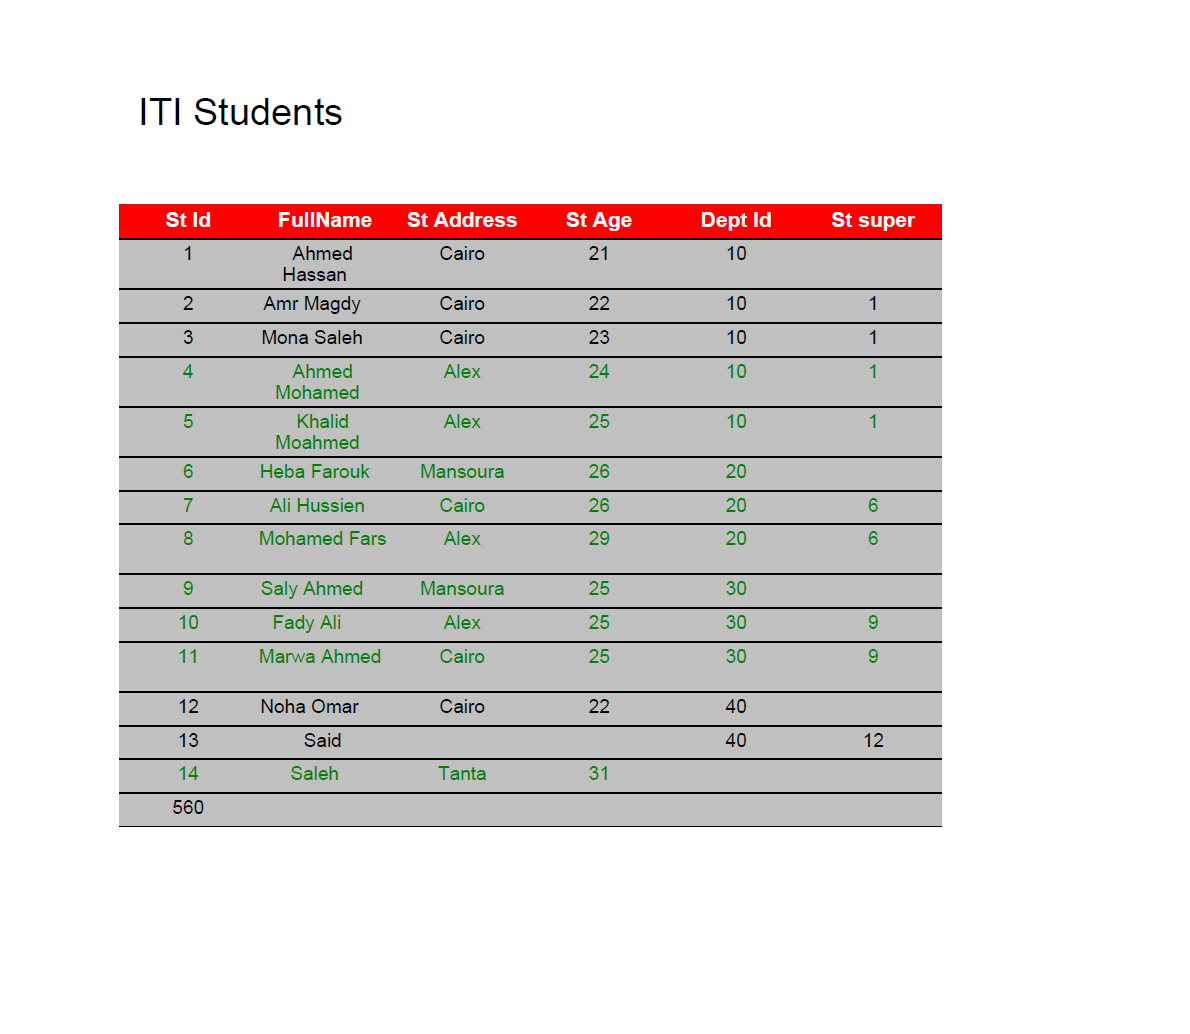 ITI Students
St Id FullName St Address St Age Dept Id St super
1 Ahmed Cairo 21 10
Hassan
2 Amr Magdy Cairo 22 10 1
3 Mona Saleh Cairo 23 10 1
4 Ahmed Alex 24 10 1
Mohamed
5 Khalid Alex 25 10 1
Moahmed
6 Heba Farouk Mansoura 26 20
7 Ali Hussien Cairo 26 20 6
8 Mohamed Fars Alex 29 20 6
9 Saly Ahmed Mansoura 25 30
10 Fady Ali Alex 25 30 9
11 Marwa Ahmed Cairo 25 30 9
12 Noha Omar Cairo 22 40
13 Said 40 12
14 Saleh Tanta 31
560